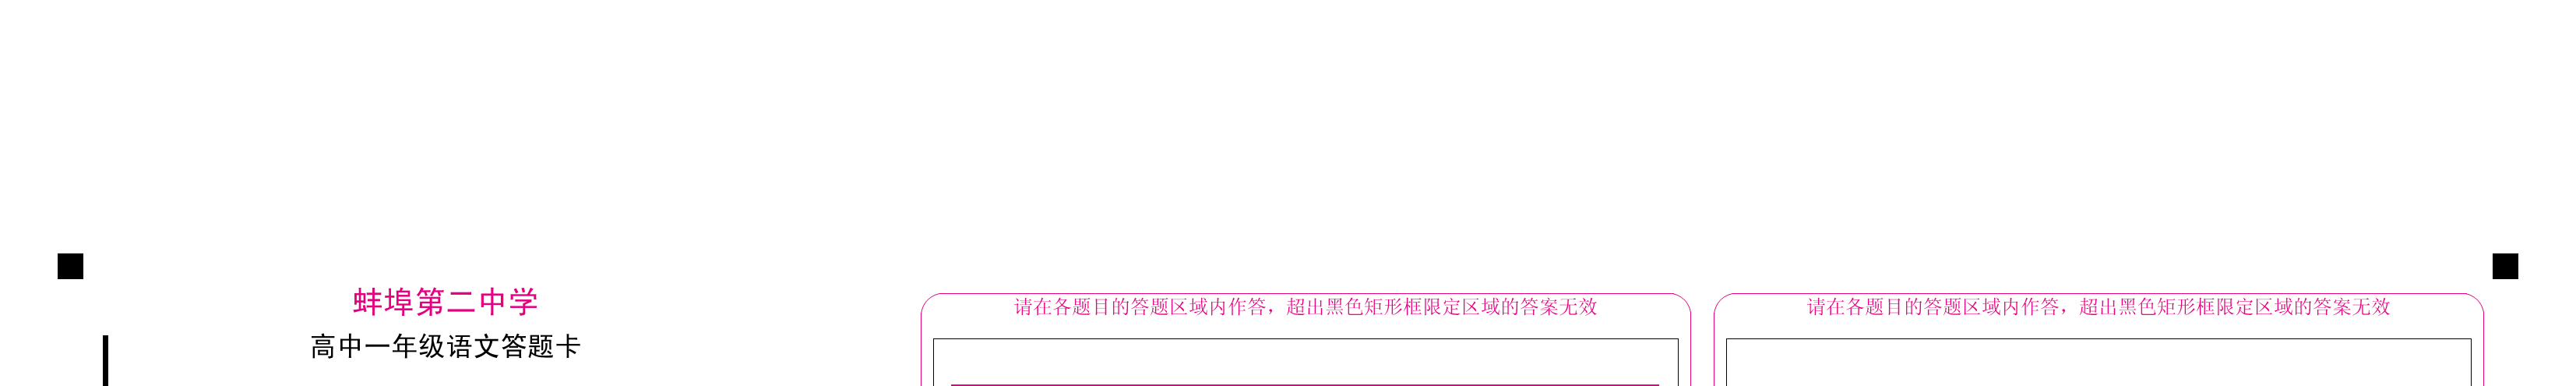 蚌埠第二中学
高中一年级语文答题卡
请在各题目的答题区域内作答，超出黑色矩形框限定区域的答案无效
请在各题目的答题区域内作答，超出黑色矩形框限定区域的答案无效